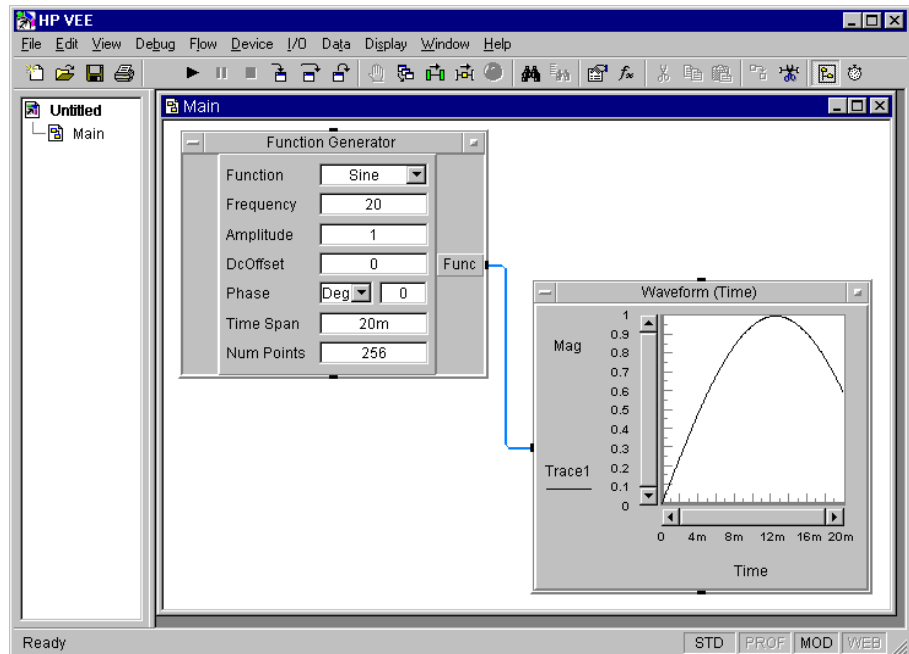 HP VEE
File Edit View Debug Flow Device I/O Data Display Window Help
Untitled
Main
Main
Function Generator
Function Sine
Frequency 20
Amplitude 1
DcOffset 0
Func
Phase Deg 0
Time Span 20m
Num Points 256
Waveform (Time)
Mag
Trace1
1
0.9
0.8
0.7
0.6
0.5
0.4
0.3
0.2
0.1
0
0 4m 8m 12m 16m 20m
Time
Ready
STD PROF MOD WEB